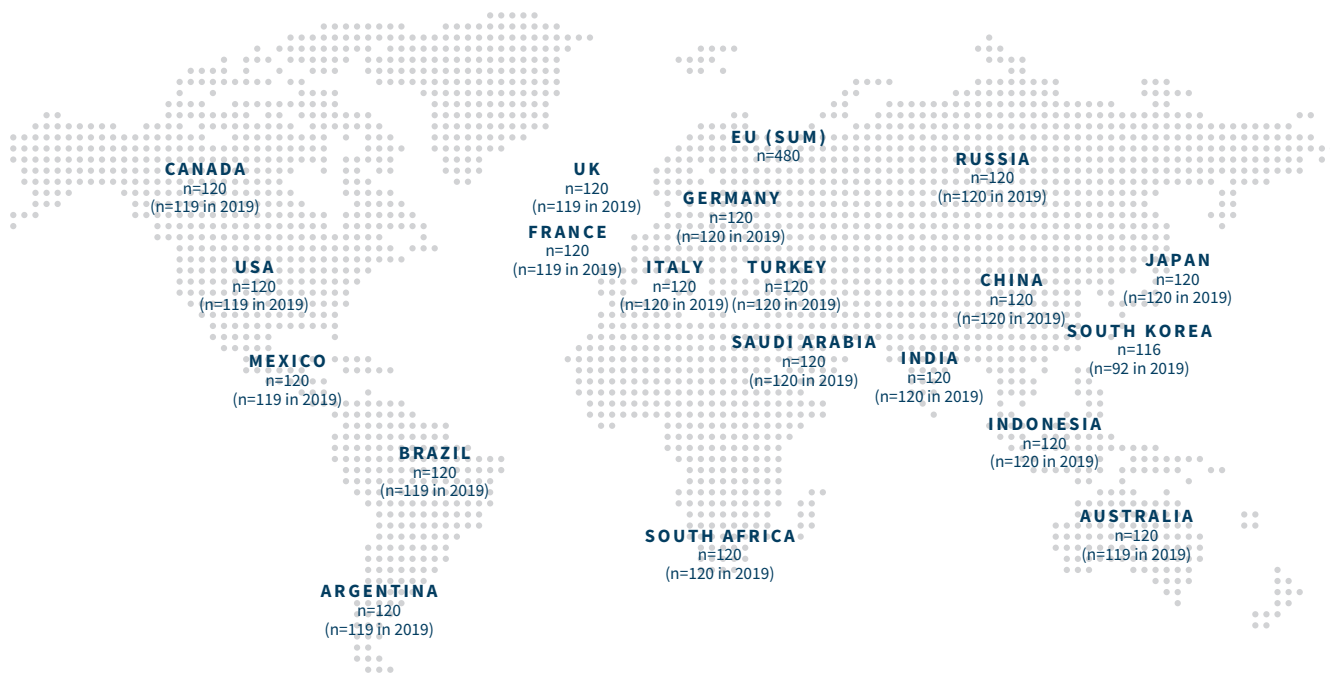 EU (SUM)
n=480
CANADA
n=120
(n=119 in 2019)
UK
n=120
(n=119 in 2019)
RUSSIA
n=120
(n=120 in 2019)
GERMANY
n=120
(n=120 in 2019)
FRANCE
n=120
(n=119 in 2019)
USA
n=120
(n=119 in 2019)
ITALY
n=120
(n=120 in 2019)
TURKEY
n=120
(n=120 in 2019)
CHINA
n=120
(n=120 in 2019)
JAPAN
n=120
(n=120 in 2019)
SOUTH KOREA
n=116
(n=92 in 2019)
MEXICO
n=120
(n=119 in 2019)
SAUDI ARABIA
n=120
(n=120 in 2019)
INDIA
n=120
(n=120 in 2019)
INDONESIA
n=120
(n=120 in 2019)
BRAZIL
n=120
(n=119 in 2019)
AUSTRALIA
n=120
(n=119 in 2019)
SOUTH AFRICA
n=120
(n=120 in 2019)
ARGENTINA
n=120
(n=119 in 2019)